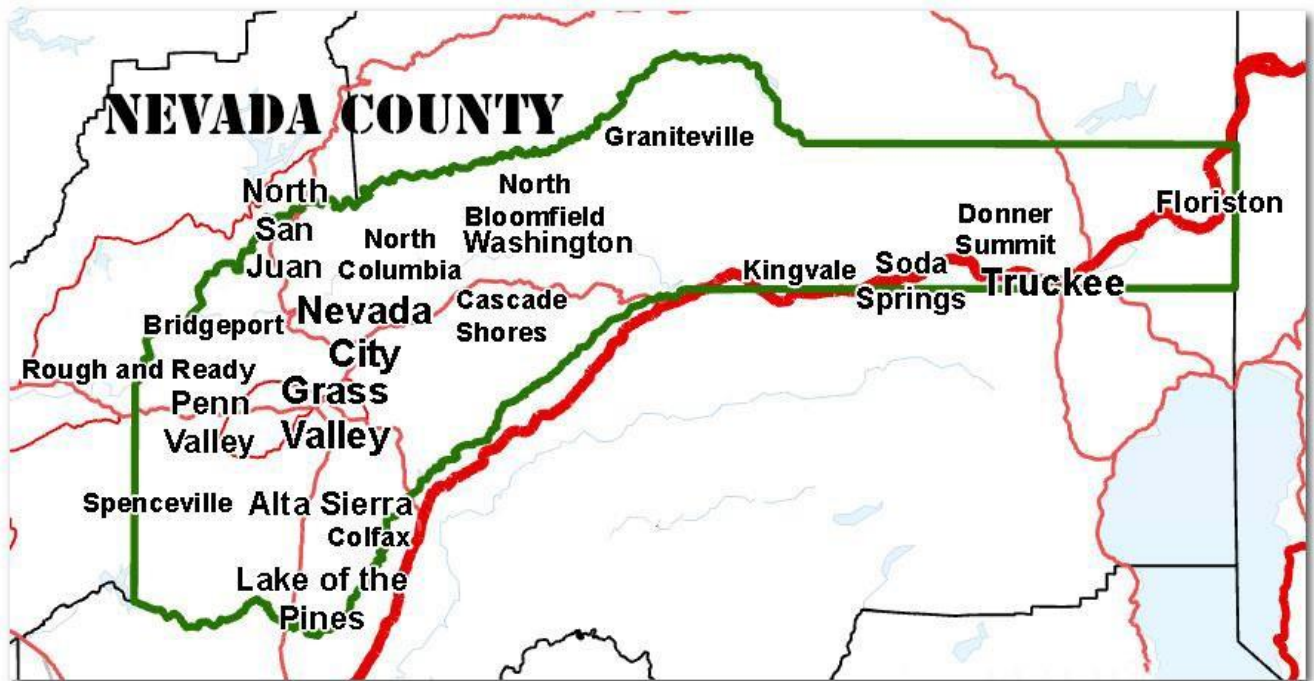 NEVADA COUNTY
Graniteville
North
San
Juan
North
Bloomfield
Washington
North
Columbia
Floriston
Donner
Summit
Kingvale
Soda
Springs
Truckee
Cascade
Shores
Nevada
City
Bridgeport
Rough and Ready
Penn
Valley
Grass
Valley
Spenceville
Alta Sierra
Colfax
Lake of the
Pines